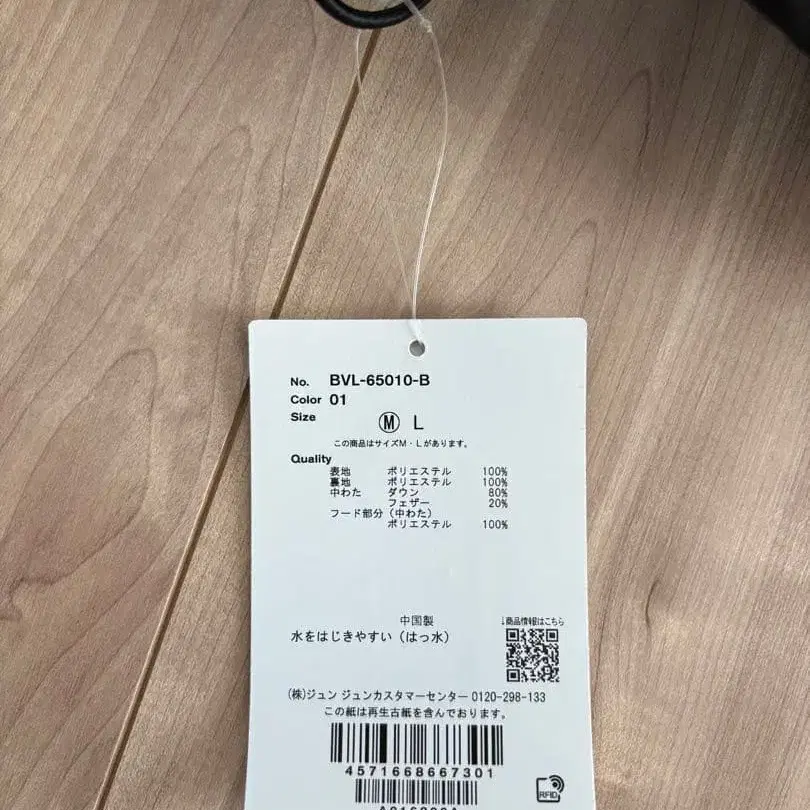 No. BVL-65010-B
Color 01
Size
Ⓜ L
この商品はサイズM・Lがあります。
Quality
表地 ポリエステル 100%
裏地 ポリエステル 100%
中わた ダウン 80%
フェザー 20%
フード部分（中わた）
ポリエステル 100%
中国製
↓商品情報はこちら
水をはじきやすい（はっ水）
(株)ジュン ジュンカスタマーセンター 0120-298-133
この紙は再生古紙を含んでおります。
4571668667301
RFID